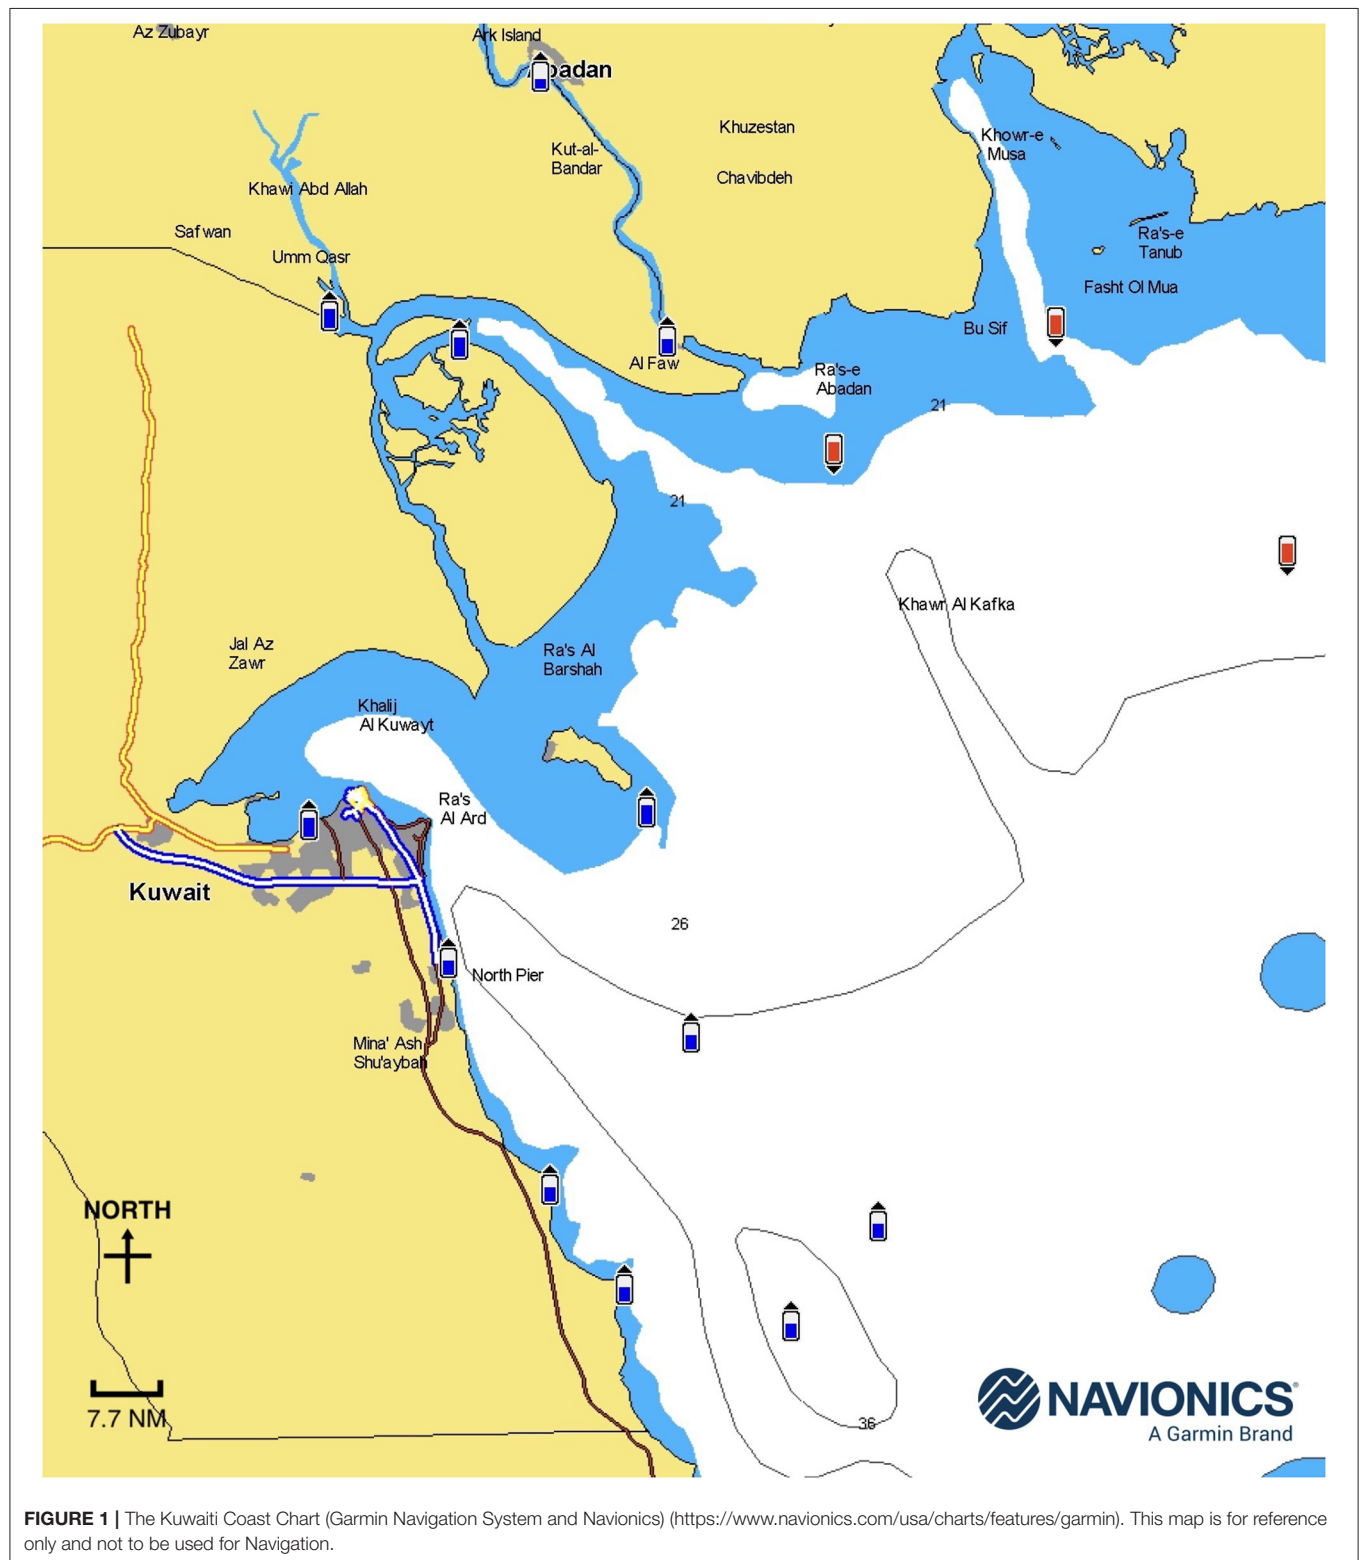 Az Zubayr
Ark Island
Khuzestan
Kut-al-
Bandar
Chavibdeh
Khowr-e
Musa
Khawi Abd Allah
Safwan
Umm Qasr
Ra's-e
Tanub
Fasht Ol Mua
Bu Sif
Al Faw
Ra's-e
Abadan
21
21
Khawr Al Kafka
Jal Az
Zawr
Ra's Al
Barshah
Khalij
Al Kuwayt
Ra's
Al Ard
Kuwait
26
North Pier
Mina' Ash
Shu'aybah
NORTH
7.7 NM
36
NAVIONICS®
A Garmin Brand
FIGURE 1 | The Kuwaiti Coast Chart (Garmin Navigation System and Navionics) (https://www.navionics.com/usa/charts/features/garmin). This map is for reference
only and not to be used for Navigation.